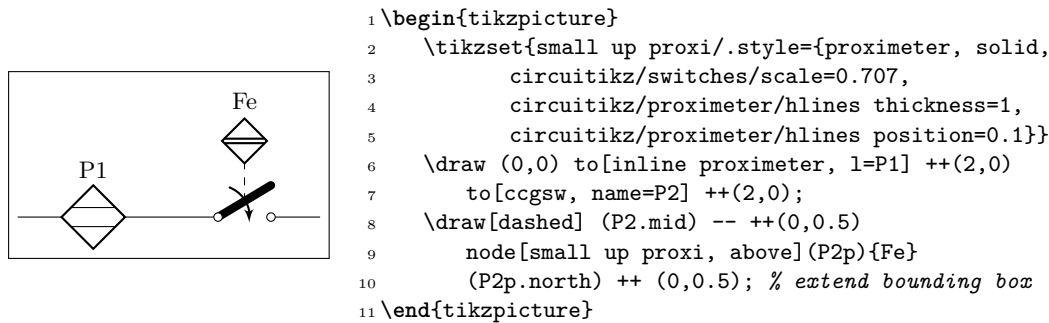 Fe
P1
1 \begin{tikzpicture}
2     \tikzset{small up proxi/.style={proximeter, solid,
3           circuitikz/switches/scale=0.707,
4           circuitikz/proximeter/hlines thickness=1,
5           circuitikz/proximeter/hlines position=0.1}}
6     \draw (0,0) to[inline proximeter, l=P1] ++(2,0)
7        to[ccgsw, name=P2] ++(2,0);
8     \draw[dashed] (P2.mid) -- ++(0,0.5)
9        node[small up proxi, above](P2p){Fe}
10        (P2p.north) ++ (0,0.5); % extend bounding box
11 \end{tikzpicture}